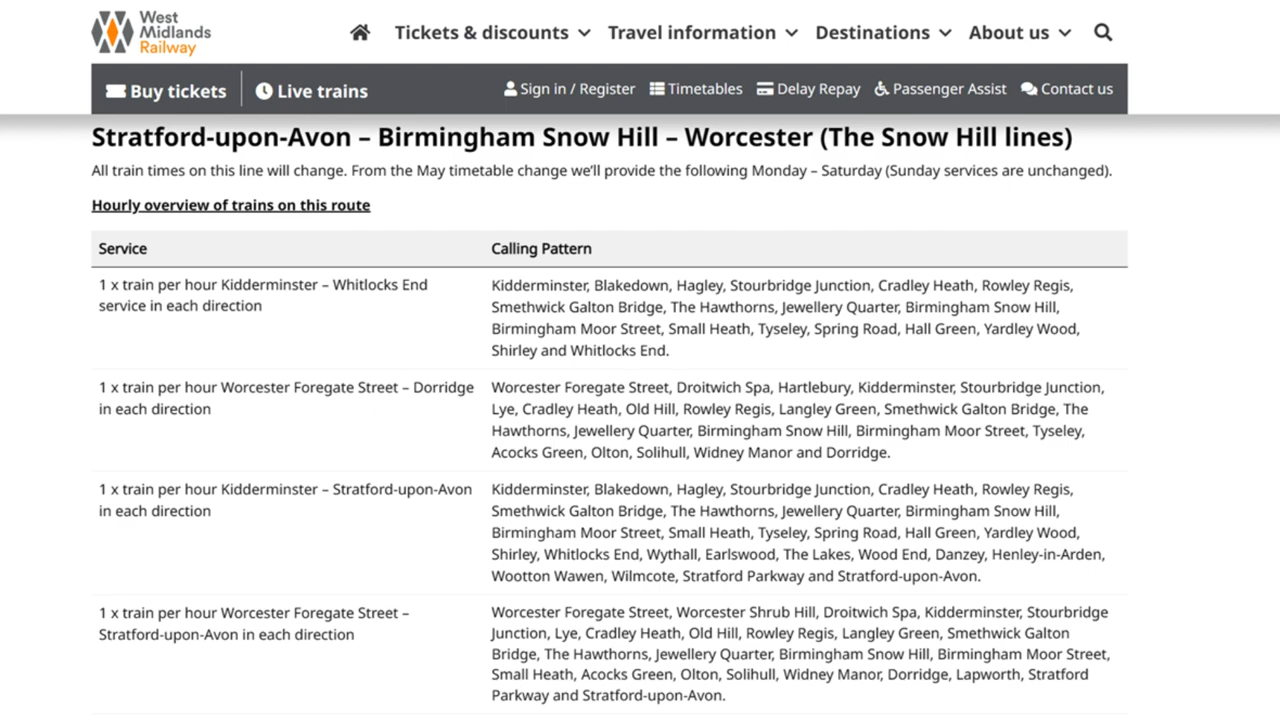 West
Midlands
Railway
Tickets & discounts
Travel information
Destinations
About us
Buy tickets
Live trains
Sign in / Register
Timetables
Delay Repay
Passenger Assist
Contact us
Stratford-upon-Avon – Birmingham Snow Hill – Worcester (The Snow Hill lines)
All train times on this line will change. From the May timetable change we’ll provide the following Monday – Saturday (Sunday services are unchanged).
Hourly overview of trains on this route
Service
Calling Pattern
1 x train per hour Kidderminster – Whitlocks End
service in each direction
Kidderminster, Blakedown, Hagley, Stourbridge Junction, Cradley Heath, Rowley Regis,
Smethwick Galton Bridge, The Hawthorns, Jewellery Quarter, Birmingham Snow Hill,
Birmingham Moor Street, Small Heath, Tyseley, Spring Road, Hall Green, Yardley Wood,
Shirley and Whitlocks End.
1 x train per hour Worcester Foregate Street – Dorridge
in each direction
Worcester Foregate Street, Droitwich Spa, Hartlebury, Kidderminster, Stourbridge Junction,
Lye, Cradley Heath, Old Hill, Rowley Regis, Langley Green, Smethwick Galton Bridge, The
Hawthorns, Jewellery Quarter, Birmingham Snow Hill, Birmingham Moor Street, Tyseley,
Acocks Green, Olton, Solihull, Widney Manor and Dorridge.
1 x train per hour Kidderminster – Stratford-upon-Avon
in each direction
Kidderminster, Blakedown, Hagley, Stourbridge Junction, Cradley Heath, Rowley Regis,
Smethwick Galton Bridge, The Hawthorns, Jewellery Quarter, Birmingham Snow Hill,
Birmingham Moor Street, Small Heath, Tyseley, Spring Road, Hall Green, Yardley Wood,
Shirley, Whitlocks End, Wythall, Earlswood, The Lakes, Wood End, Danzey, Henley-in-Arden,
Wootton Wawen, Wilmcote, Stratford Parkway and Stratford-upon-Avon.
1 x train per hour Worcester Foregate Street –
Stratford-upon-Avon in each direction
Worcester Foregate Street, Worcester Shrub Hill, Droitwich Spa, Kidderminster, Stourbridge
Junction, Lye, Cradley Heath, Old Hill, Rowley Regis, Langley Green, Smethwick Galton
Bridge, The Hawthorns, Jewellery Quarter, Birmingham Snow Hill, Birmingham Moor Street,
Small Heath, Acocks Green, Olton, Solihull, Widney Manor, Dorridge, Lapworth, Stratford
Parkway and Stratford-upon-Avon.